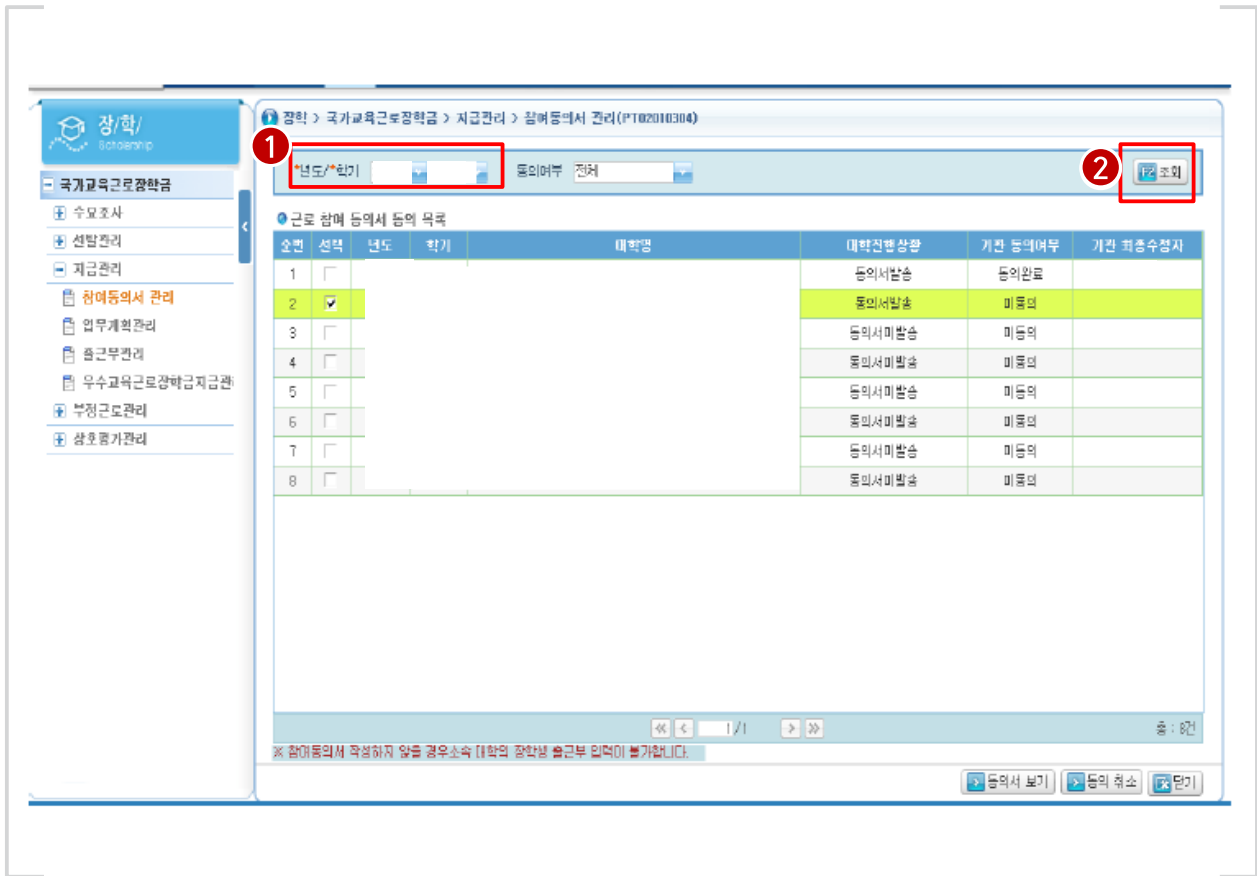 장/학/
Scholarship
국가교육근로장학금
수요조사
선발관리
지급관리
참여동의서 관리
업무계획관리
출근부관리
우수교육근로장학금지급관
부정근로관리
상호평가관리
장학 > 국가교육근로장학금 > 지급관리 > 참여동의서 관리(PT02010304)
1
*년도/*학기 동의여부 전체
2
F2 조회
근로 참여 동의서 동의 목록
순번 선택 년도 학기 대학명 대학진행상황 기관 동의여부 기관 최종수정자
1 동의서발송 동의완료
2 동의서발송 미동의
3 동의서미발송 미동의
4 동의서미발송 미동의
5 동의서미발송 미동의
6 동의서미발송 미동의
7 동의서미발송 미동의
8 동의서미발송 미동의
1 /1 총 : 8건
※ 참여동의서 작성하지 않을 경우소속 대학의 장학생 출근부 입력이 불가합니다.
동의서 보기 동의 취소 닫기